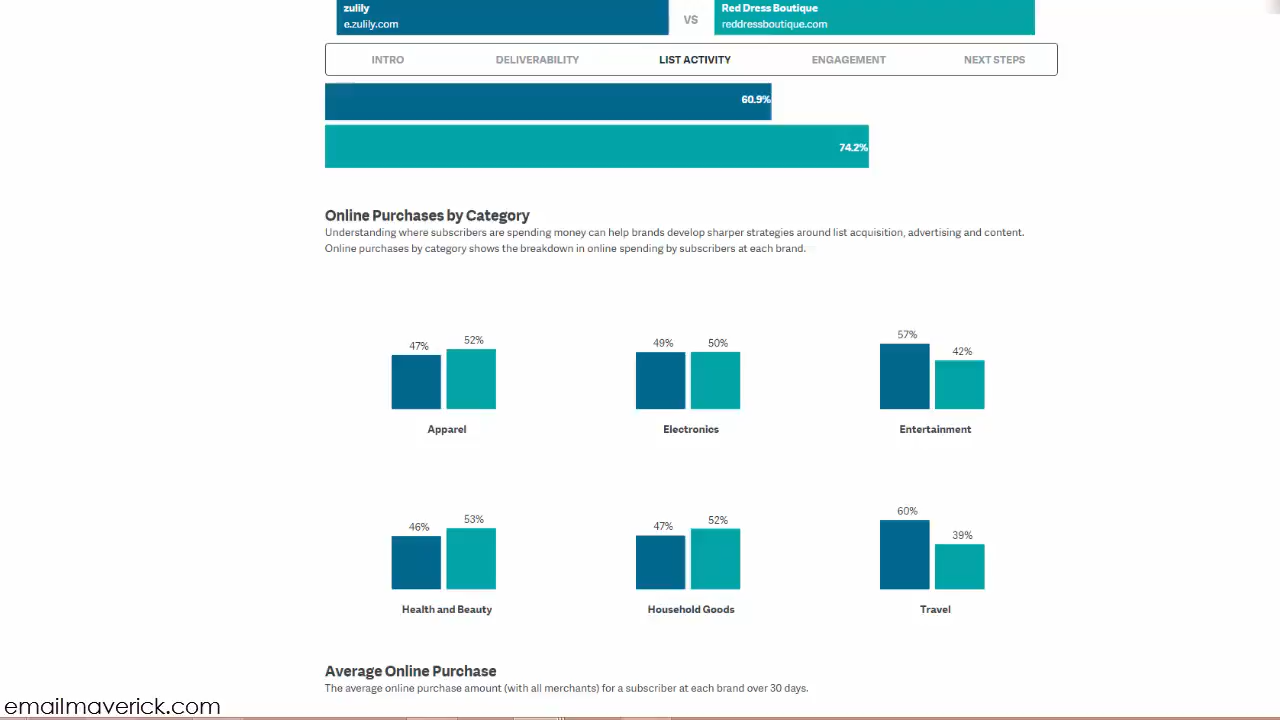 zulily
e.zulily.com
VS
Red Dress Boutique
reddressboutique.com
INTRO DELIVERABILITY LIST ACTIVITY ENGAGEMENT NEXT STEPS
60.9%
74.2%
Online Purchases by Category
Understanding where subscribers are spending money can help brands develop sharper strategies around list acquisition, advertising and content.
Online purchases by category shows the breakdown in online spending by subscribers at each brand.
47% 52%
Apparel
49% 50%
Electronics
57% 42%
Entertainment
46% 53%
Health and Beauty
47% 52%
Household Goods
60% 39%
Travel
Average Online Purchase
The average online purchase amount (with all merchants) for a subscriber at each brand over 30 days.
emailmaverick.com